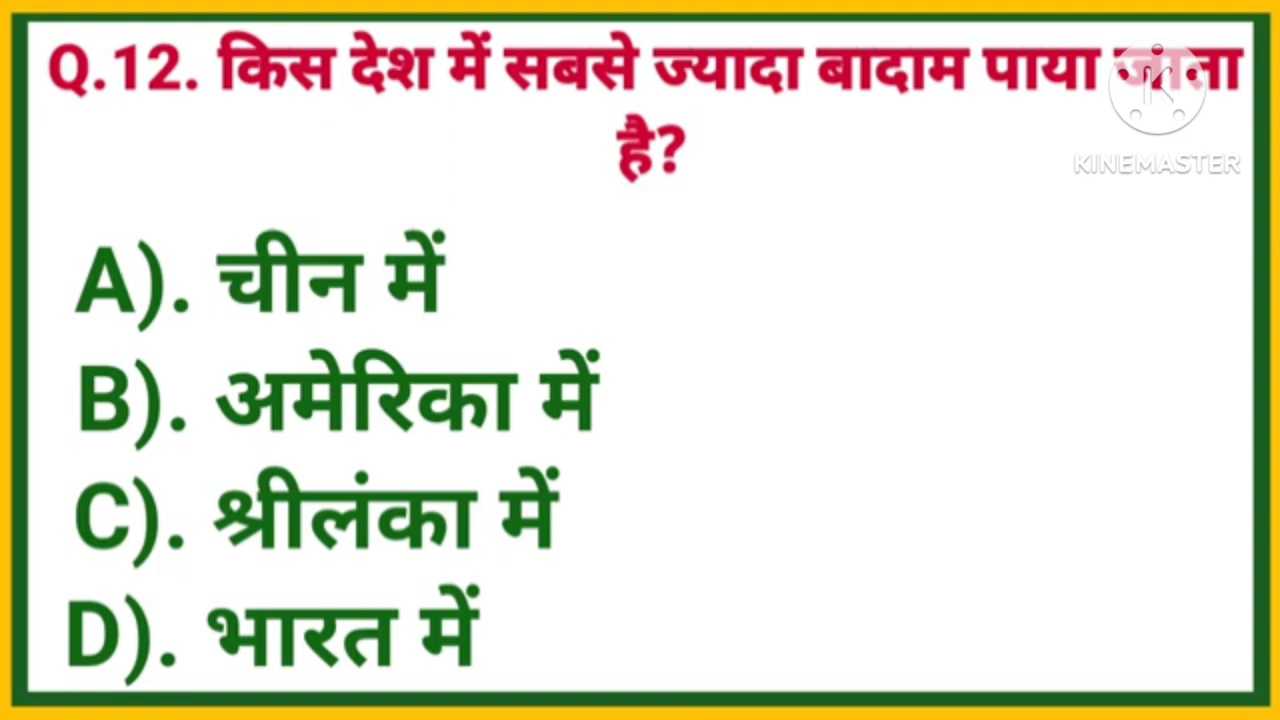 Q.12. किस देश में सबसे ज्यादा बादाम पाया जाता
है?
KINEMASTER
A). चीन में
B). अमेरिका में
C). श्रीलंका में
D). भारत में